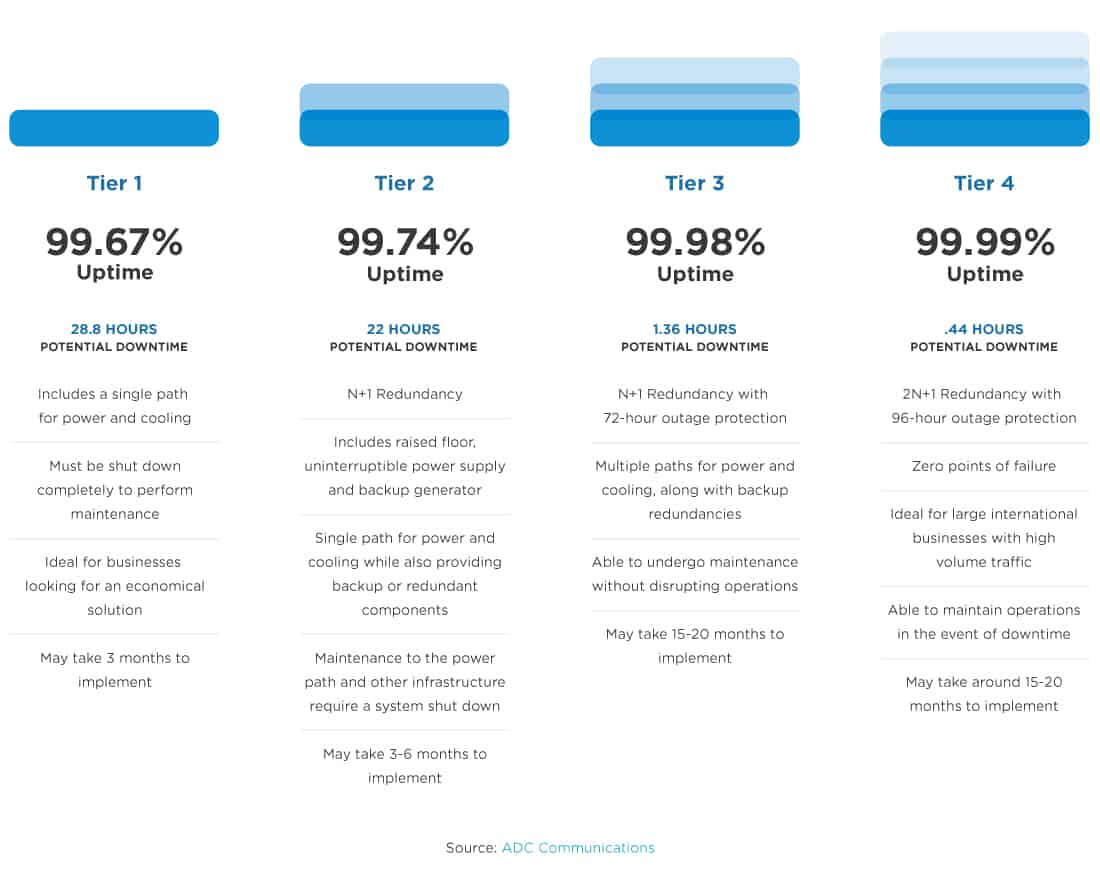 Tier 1
99.67%
Uptime
28.8 HOURS
POTENTIAL DOWNTIME
Includes a single path
for power and cooling
Must be shut down
completely to perform
maintenance
Ideal for businesses
looking for an economical
solution
May take 3 months to
implement
Tier 2
99.74%
Uptime
22 HOURS
POTENTIAL DOWNTIME
N+1 Redundancy
Includes raised floor,
uninterruptible power supply
and backup generator
Single path for power and
cooling while also providing
backup or redundant
components
Maintenance to the power
path and other infrastructure
require a system shut down
May take 3-6 months to
implement
Tier 3
99.98%
Uptime
1.36 HOURS
POTENTIAL DOWNTIME
N+1 Redundancy with
72-hour outage protection
Multiple paths for power and
cooling, along with backup
redundancies
Able to undergo maintenance
without disrupting operations
May take 15-20 months to
implement
Tier 4
99.99%
Uptime
.44 HOURS
POTENTIAL DOWNTIME
2N+1 Redundancy with
96-hour outage protection
Zero points of failure
Ideal for large international
businesses with high
volume traffic
Able to maintain operations
in the event of downtime
May take around 15-20
months to implement
Source: ADC Communications